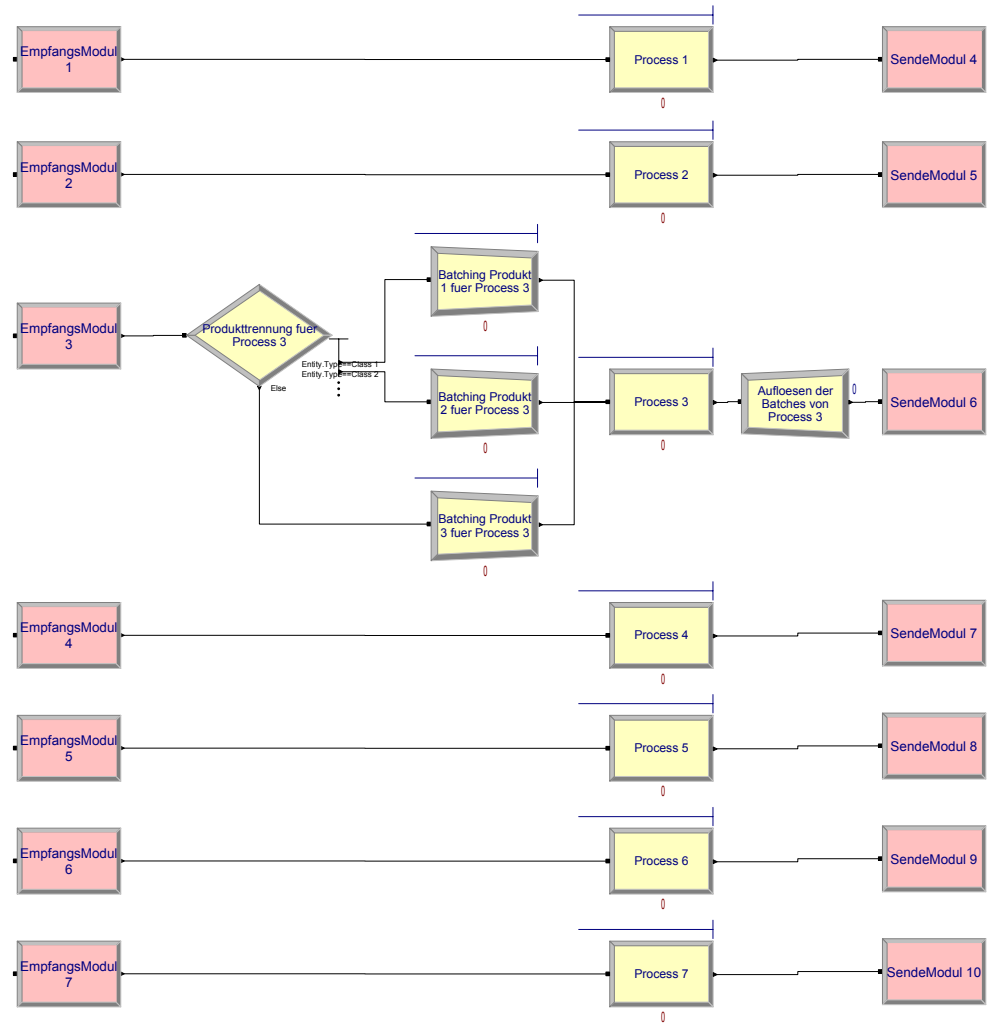 EmpfangsModul
1
Process 1
SendeModul 4
0
EmpfangsModul
2
Process 2
SendeModul 5
0
EmpfangsModul
3
Produkttrennung fuer
Process 3
Entity.Type==Class 1
Entity.Type==Class 2
Else
Batching Produkt
1 fuer Process 3
0
Batching Produkt
2 fuer Process 3
0
Batching Produkt
3 fuer Process 3
0
Process 3
0
Aufloesen der
Batches von
Process 3
0
SendeModul 6
EmpfangsModul
4
Process 4
SendeModul 7
0
EmpfangsModul
5
Process 5
SendeModul 8
0
EmpfangsModul
6
Process 6
SendeModul 9
0
EmpfangsModul
7
Process 7
SendeModul 10
0